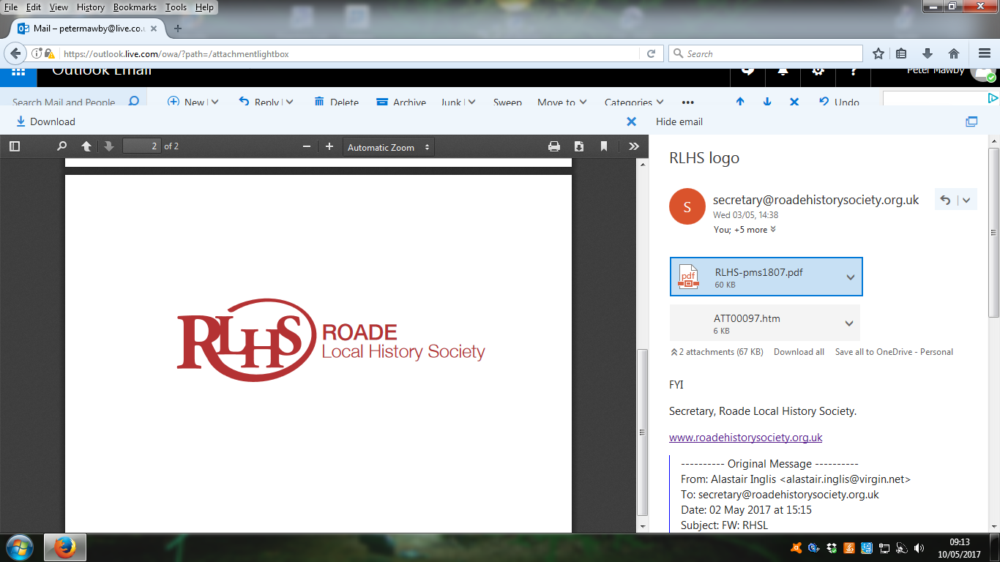 File Edit View History Bookmarks Tools Help
Mail – petermawby@live.co.u
https://outlook.live.com/owa/?path=/attachmentlightbox
Search
Outlook Email
Peter Mawby
Search Mail and People
New
Reply
Delete
Archive
Junk
Sweep
Move to
Categories
Undo
Download
Hide email
2 of 2
Automatic Zoom
RLHS
ROADE
Local History Society
RLHS logo
S
secretary@roadehistorysociety.org.uk
Wed 03/05, 14:38
You; +5 more
pdf
RLHS-pms1807.pdf
60 KB
ATT00097.htm
6 KB
2 attachments (67 KB) Download all Save all to OneDrive - Personal
FYI
Secretary, Roade Local History Society.
www.roadehistorysociety.org.uk
---------- Original Message ----------
From: Alastair Inglis <alastair.inglis@virgin.net>
To: secretary@roadehistorysociety.org.uk
Date: 02 May 2017 at 15:15
Subject: FW: RHSL
09:13
10/05/2017